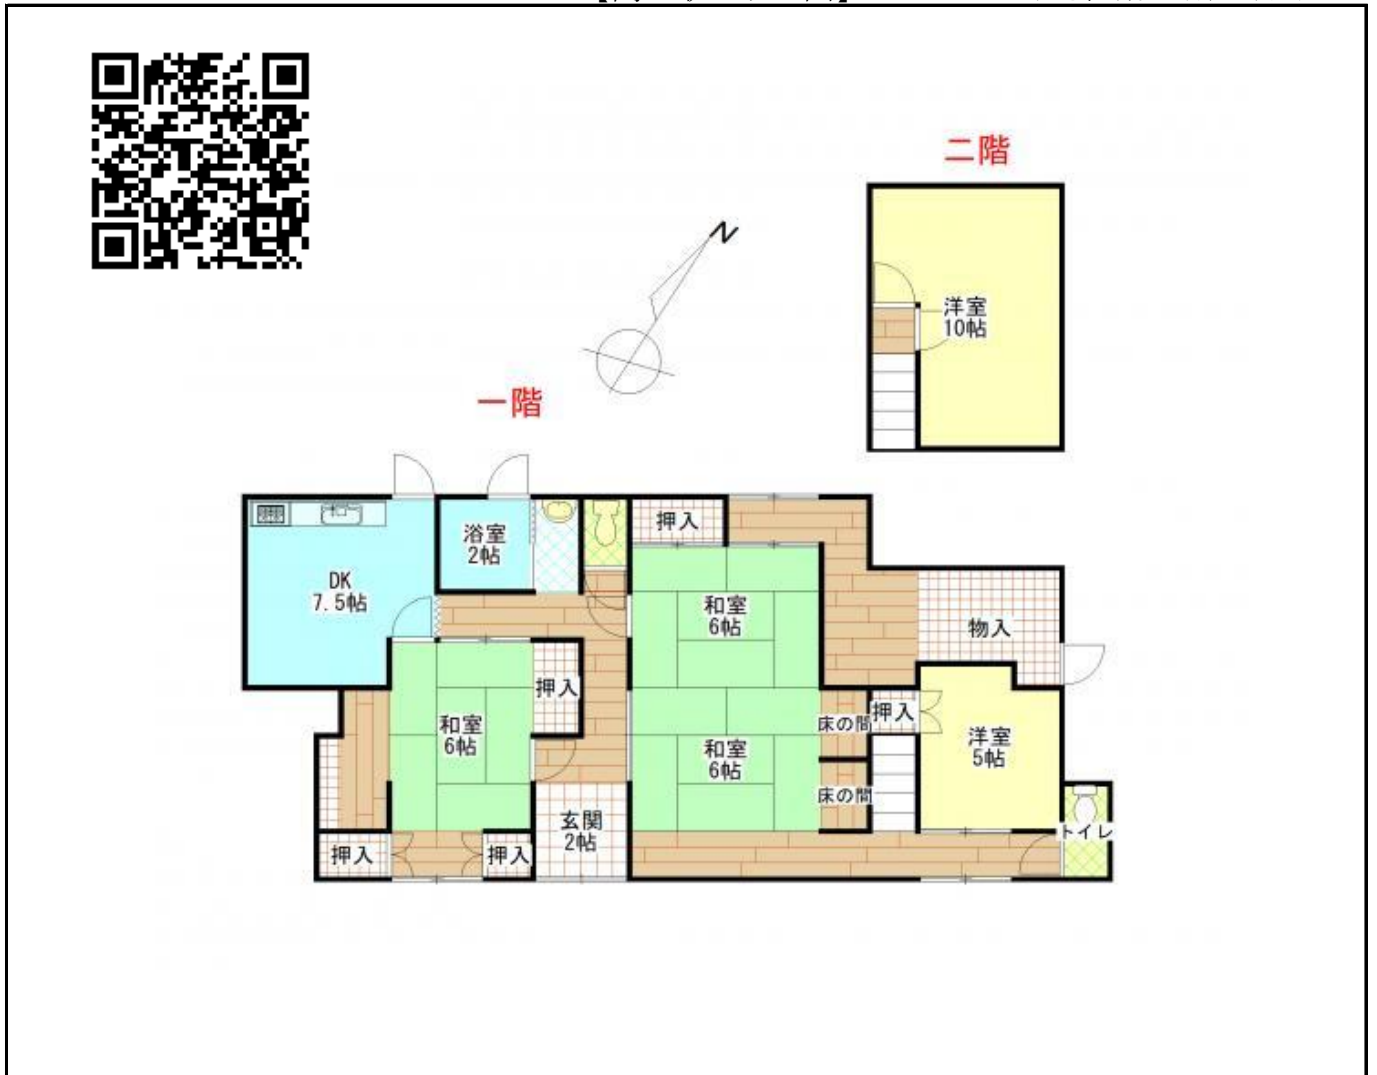 二階
洋室
10帖
N
一階
押入
浴室
2帖
DK
7.5帖
和室
6帖
物入
押入
和室
6帖
床の間
押入
和室
6帖
洋室
5帖
床の間
玄関
2帖
トイレ
押入
押入